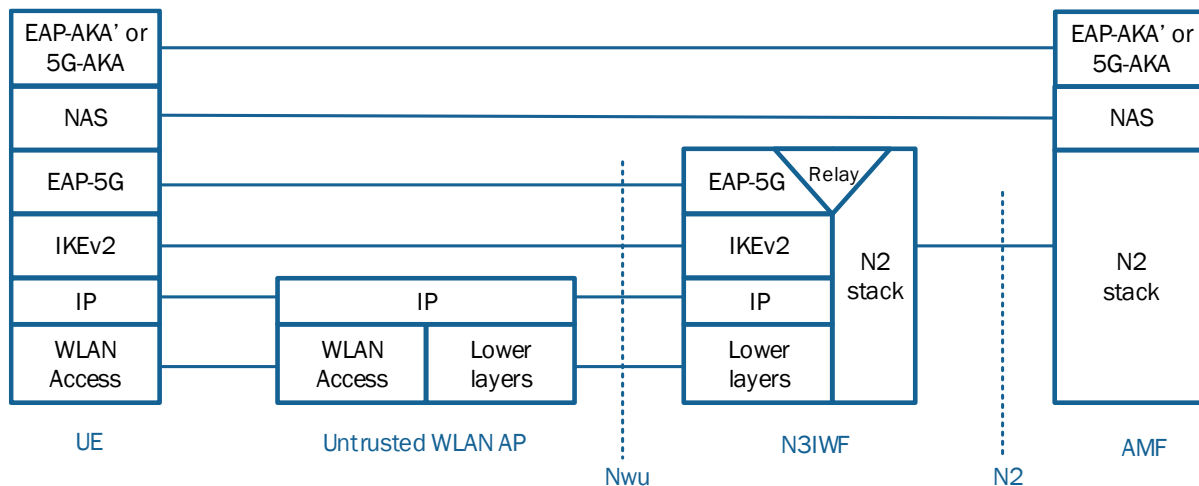 EAP-AKA’ or
5G-AKA
NAS
EAP-5G
IKEv2
IP
WLAN
Access
UE
IP
WLAN
Access
Lower
layers
Untrusted WLAN AP
Nwu
EAP-5G
Relay
IKEv2
IP
Lower
layers
N2
stack
N3IWF
N2
EAP-AKA’ or
5G-AKA
NAS
N2
stack
AMF